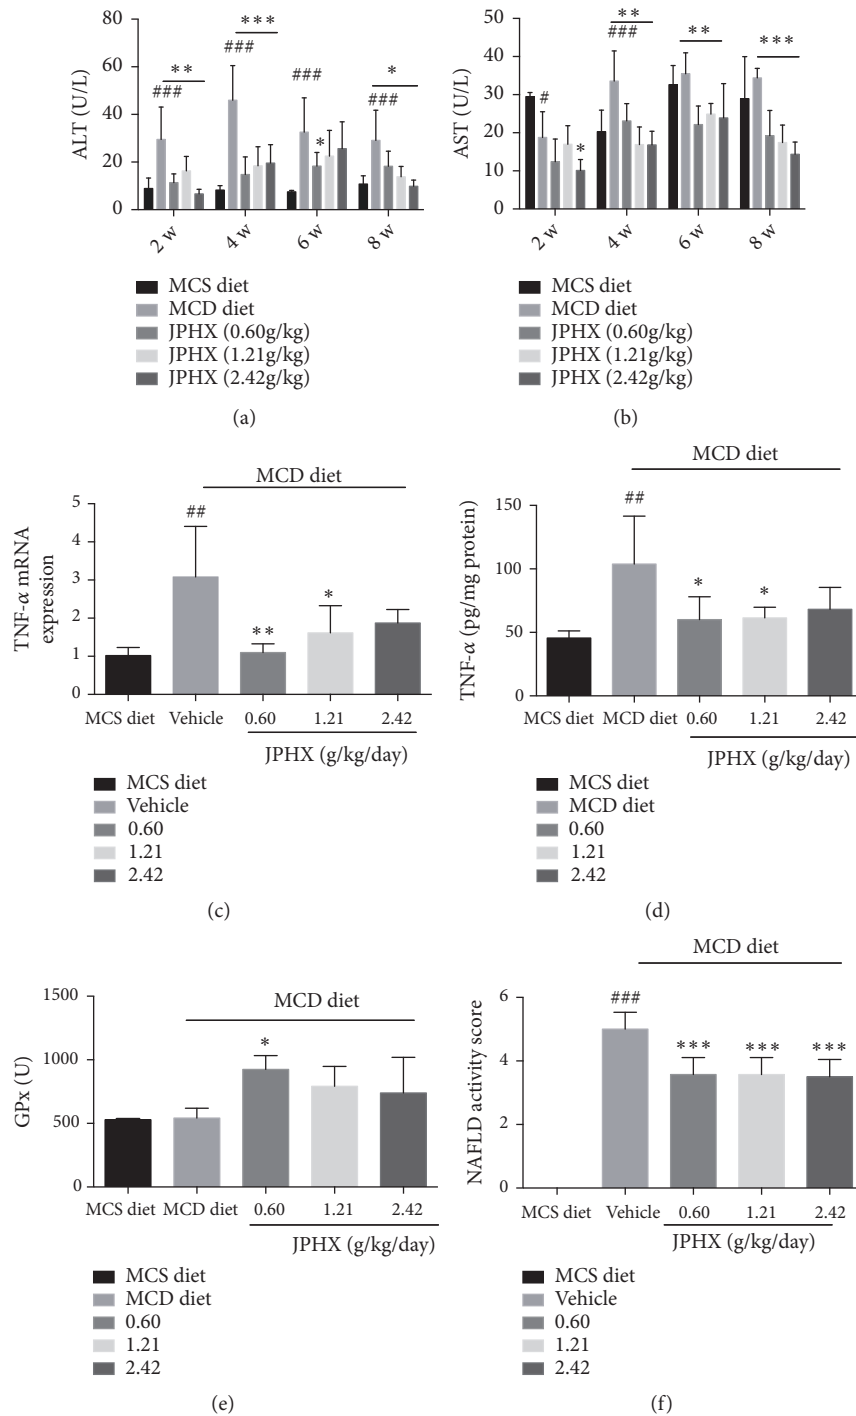 80
60
40
20
0
ALT (U/L)
###
**
###
***
###
*
###
*
2 w
4 w
6 w
8 w
MCS diet
MCD diet
JPHX (0.60g/kg)
JPHX (1.21g/kg)
JPHX (2.42g/kg)
(a)
50
40
30
20
10
0
AST (U/L)
#
*
**
###
**
***
2 w
4 w
6 w
8 w
MCS diet
MCD diet
JPHX (0.60g/kg)
JPHX (1.21g/kg)
JPHX (2.42g/kg)
(b)
MCD diet
5
4
3
2
1
0
TNF-α mRNA
expression
##
**
*
MCS diet Vehicle 0.60 1.21 2.42
JPHX (g/kg/day)
MCS diet
Vehicle
0.60
1.21
2.42
(c)
MCD diet
150
100
50
0
TNF-α (pg/mg protein)
##
*
*
MCS diet MCD diet 0.60 1.21 2.42
JPHX (g/kg/day)
MCS diet
MCD diet
0.60
1.21
2.42
(d)
MCD diet
1500
1000
500
0
GPx (U)
*
MCS diet MCD diet 0.60 1.21 2.42
JPHX (g/kg/day)
MCS diet
MCD diet
0.60
1.21
2.42
(e)
MCD diet
6
4
2
0
NAFLD activity score
###
***
***
***
MCS diet Vehicle 0.60 1.21 2.42
JPHX (g/kg/day)
MCS diet
Vehicle
0.60
1.21
2.42
(f)